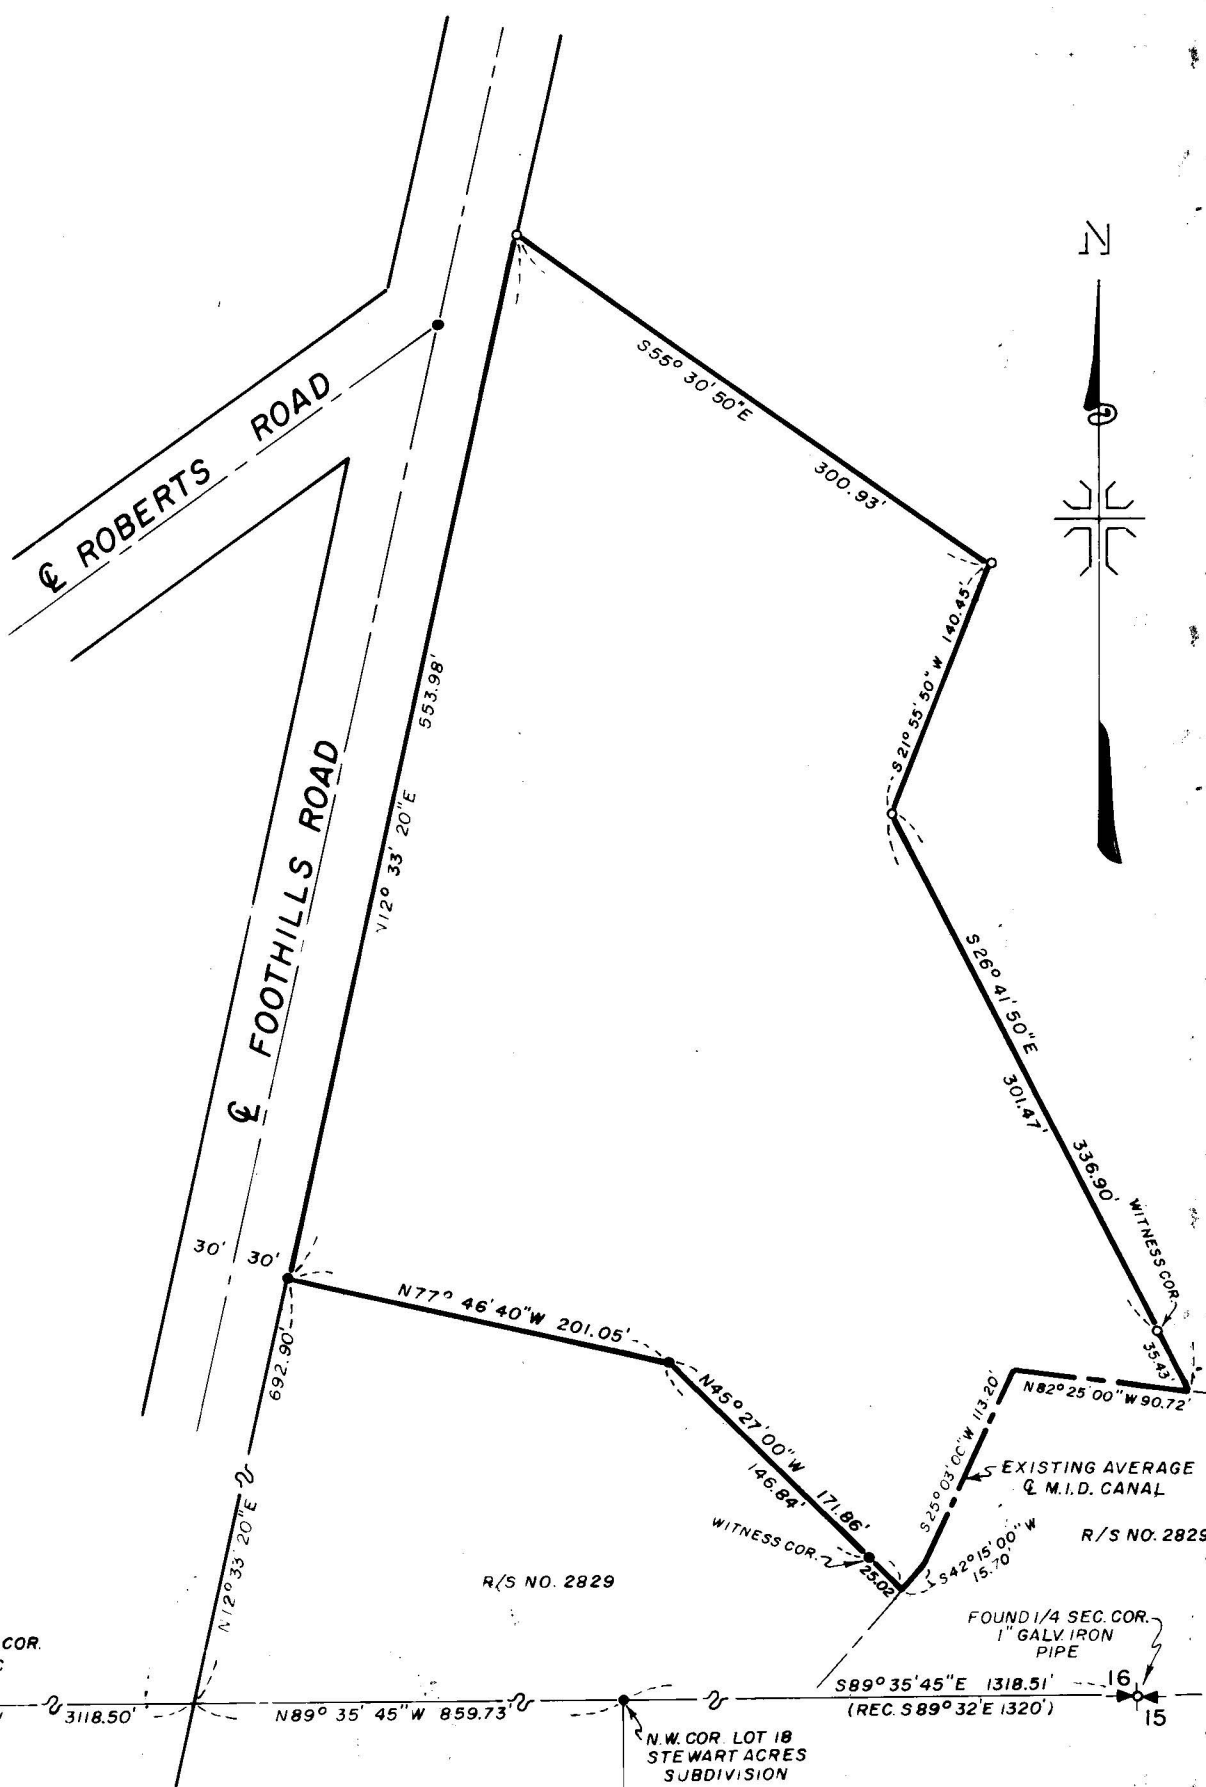 N
S55° 30' 50"E
300.93'
℄ ROBERTS ROAD
S 21° 55' 50" W 140.45'
553.98'
N12° 33' 20"E
℄ FOOTHILLS ROAD
S 26° 41' 50"E
301.47'
336.90'
WITNESS COR.
35.43'
30' 30'
N77° 46' 40"W 201.05'
692.90'
N82° 25' 00" W 90.72'
N45° 27' 00"W
146.84'
171.86'
S25° 03' 00" W 113.20'
EXISTING AVERAGE
℄ M.I.D. CANAL
WITNESS COR.
25.02'
S42° 15' 00" W
15.70'
R/S NO. 2829
N12° 33' 20"E
R/S NO. 2829
FOUND 1/4 SEC. COR.
1" GALV. IRON
PIPE
COR.
S89° 35' 45"E 1318.51'
(REC. S 89° 32' E 1320')
16
15
3118.50'
N89° 35' 45"W 859.73'
N.W. COR. LOT 18
STEWART ACRES
SUBDIVISION